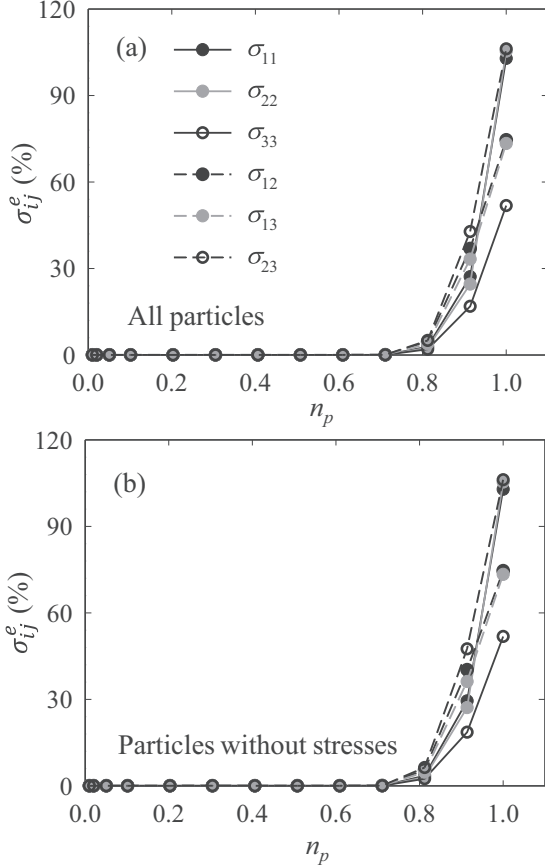 120
(a)
σ11
90
σ22
σ33
σ^e_ij (%)
60
σ12
σ13
30
σ23
All particles
0
0.0 0.2 0.4 0.6 0.8 1.0
n_p
120
(b)
90
σ^e_ij (%)
60
30
Particles without stresses
0
0.0 0.2 0.4 0.6 0.8 1.0
n_p